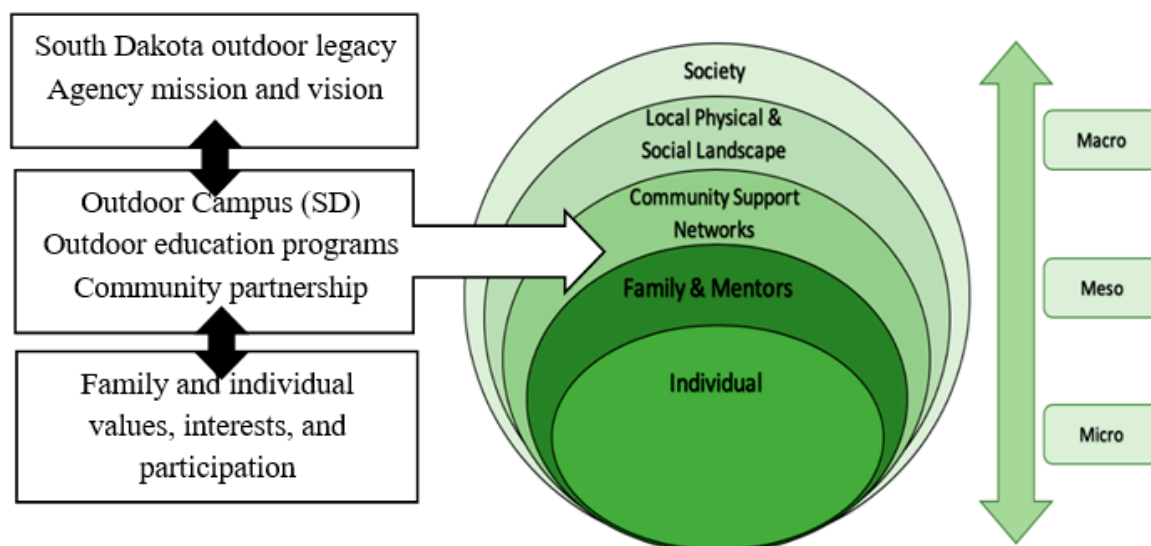 South Dakota outdoor legacy
Agency mission and vision
Outdoor Campus (SD)
Outdoor education programs
Community partnership
Family and individual
values, interests, and
participation
Society
Local Physical &
Social Landscape
Community Support
Networks
Family & Mentors
Individual
Macro
Meso
Micro